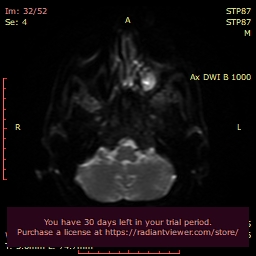 Im: 32/52
Se: 4
A
STP87
STP87
M
Ax DWI B 1000
R
L
You have 30 days left in your trial period.
Purchase a license at https://radiantviewer.com/store/